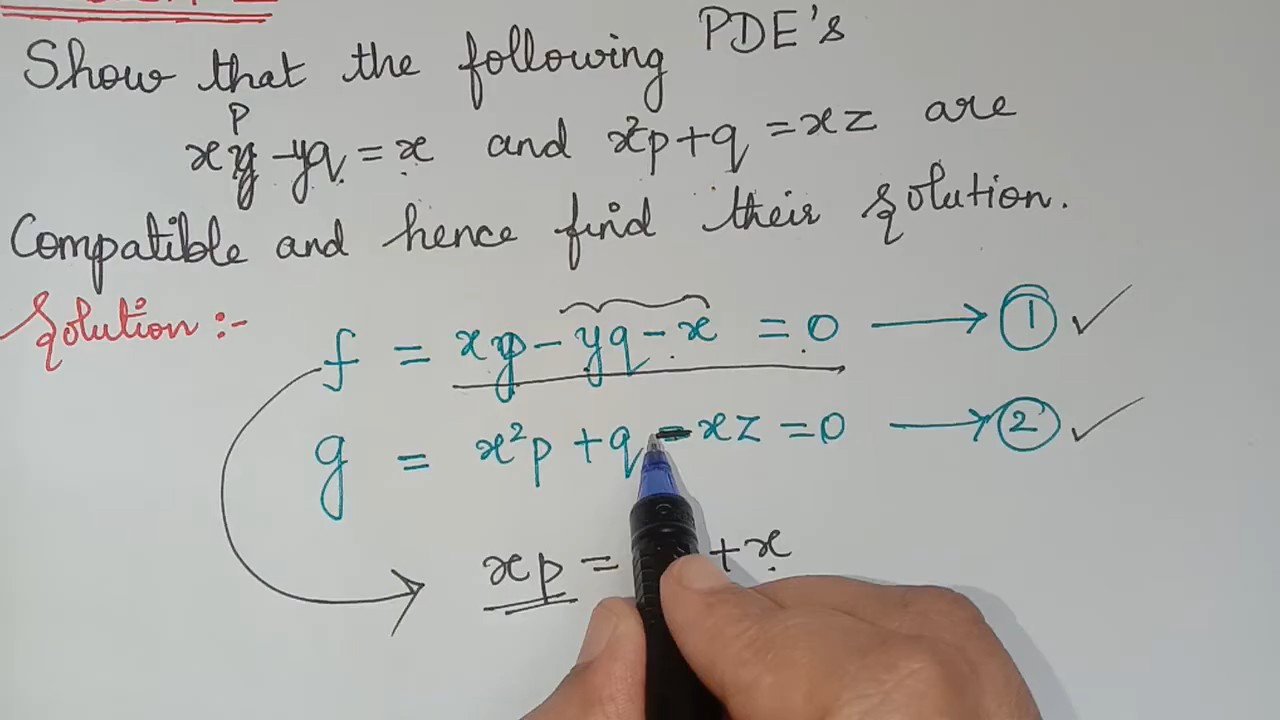 Show that the following PDE's
p
xy - yq = x and x²p + q = xz are
Compatible and hence find their solution.
Solution :-
f = xp - yq - x = 0 → ① ✓
g = x²p + q - xz = 0 → ② ✓
xp = + x